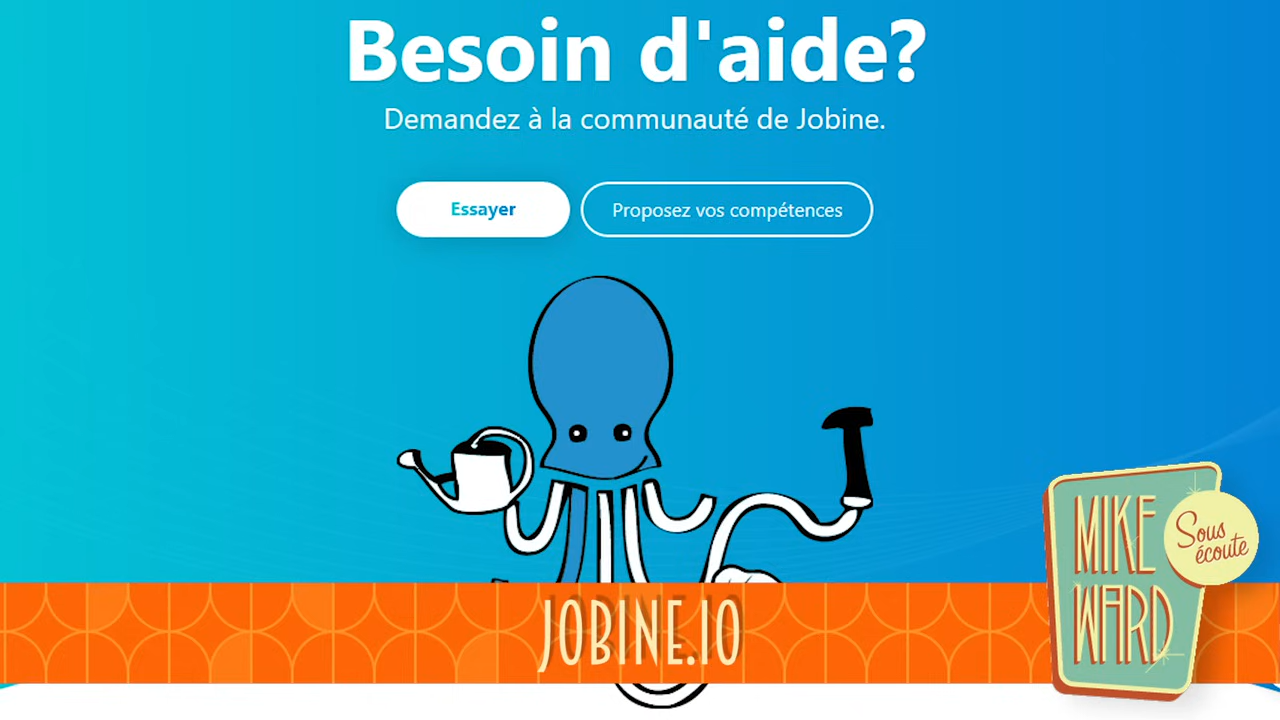 Besoin d'aide?
Demandez à la communauté de Jobine.
Essayer
Proposez vos compétences
JOBINE.IO
MIKE
WARD
Sous
écoute